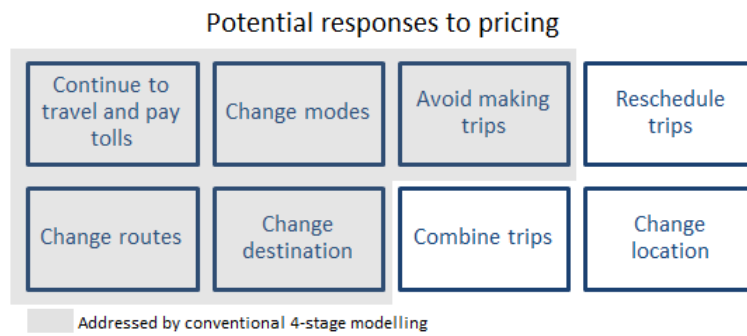 Potential responses to pricing
Continue to
travel and pay
tolls
Change modes
Avoid making
trips
Reschedule
trips
Change routes
Change
destination
Combine trips
Change
location
Addressed by conventional 4-stage modelling